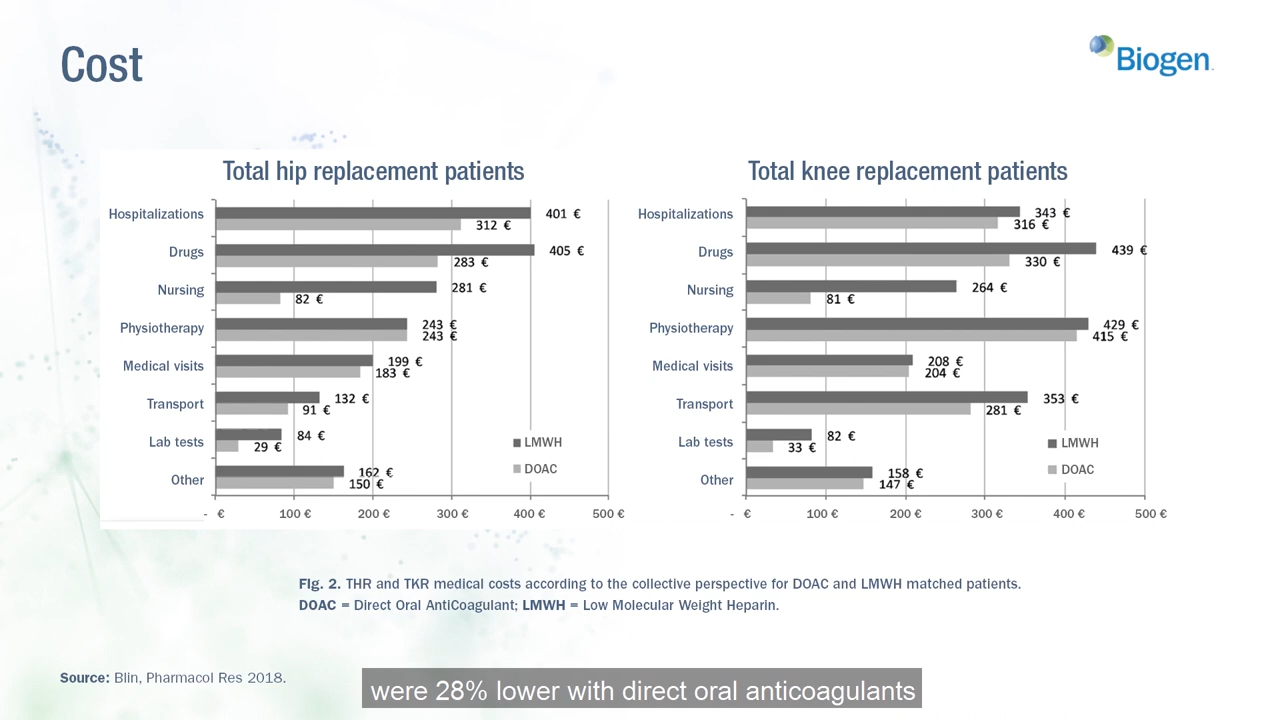 Cost
Biogen
Total hip replacement patients
Hospitalizations
401 €
312 €
Drugs
405 €
283 €
Nursing
281 €
82 €
Physiotherapy
243 €
243 €
Medical visits
199 €
183 €
Transport
132 €
91 €
Lab tests
84 €
29 €
Other
162 €
150 €
LMWH
DOAC
- € 100 € 200 € 300 € 400 € 500 €
Total knee replacement patients
Hospitalizations
343 €
316 €
Drugs
439 €
330 €
Nursing
264 €
81 €
Physiotherapy
429 €
415 €
Medical visits
208 €
204 €
Transport
353 €
281 €
Lab tests
82 €
33 €
Other
158 €
147 €
LMWH
DOAC
- € 100 € 200 € 300 € 400 € 500 €
FIg. 2. THR and TKR medical costs according to the collective perspective for DOAC and LMWH matched patients.
DOAC = Direct Oral AntiCoagulant; LMWH = Low Molecular Weight Heparin.
Source: Blin, Pharmacol Res 2018.
were 28% lower with direct oral anticoagulants